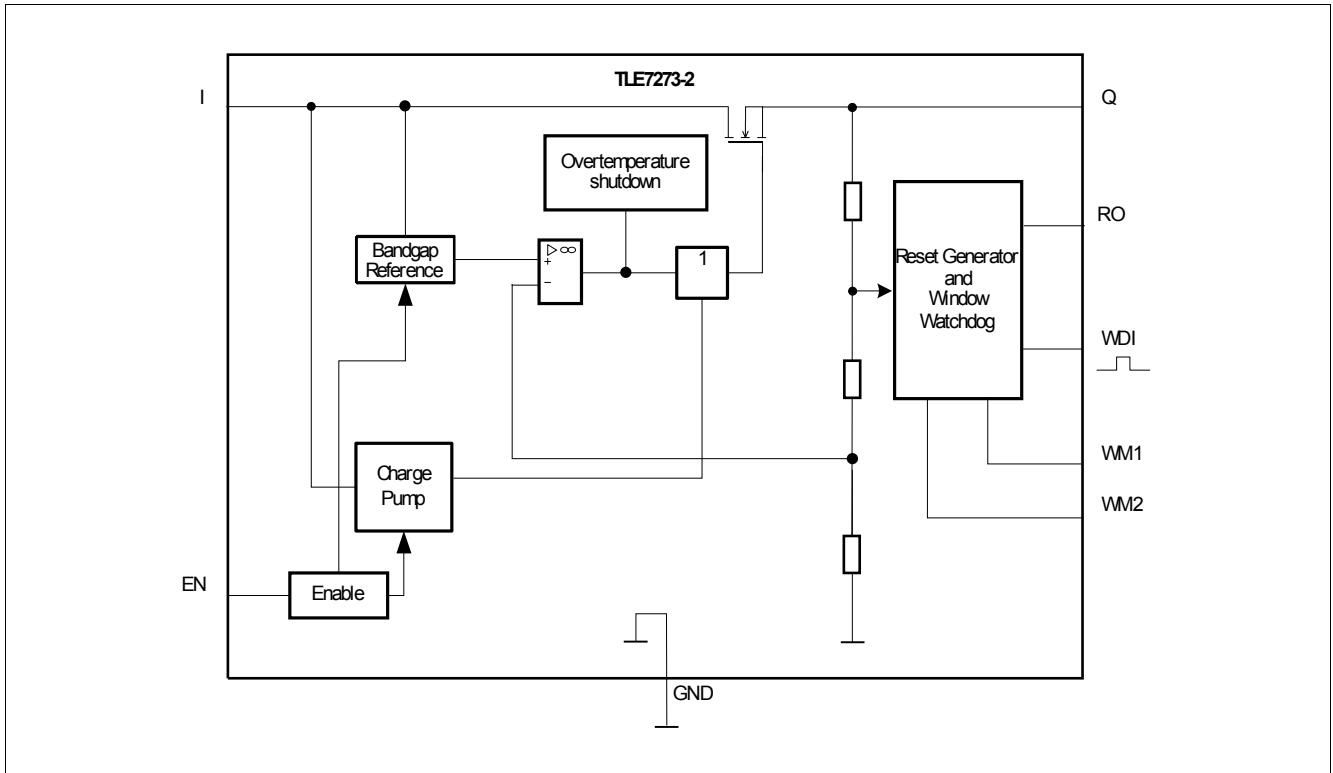 TLE7273-2
I
Q
Overtemperature
shutdown
RO
Bandgap
Reference
▷∞
+
−
1
Reset Generator
and
Window
Watchdog
WDI
Charge
Pump
WM1
WM2
EN
Enable
GND